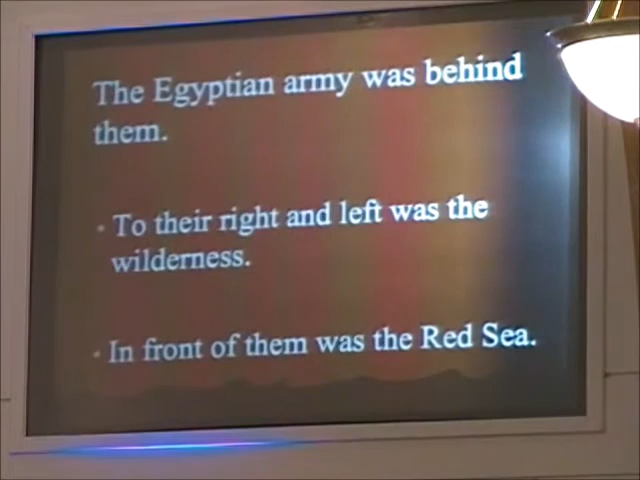 The Egyptian army was behind
them.
• To their right and left was the
wilderness.
• In front of them was the Red Sea.